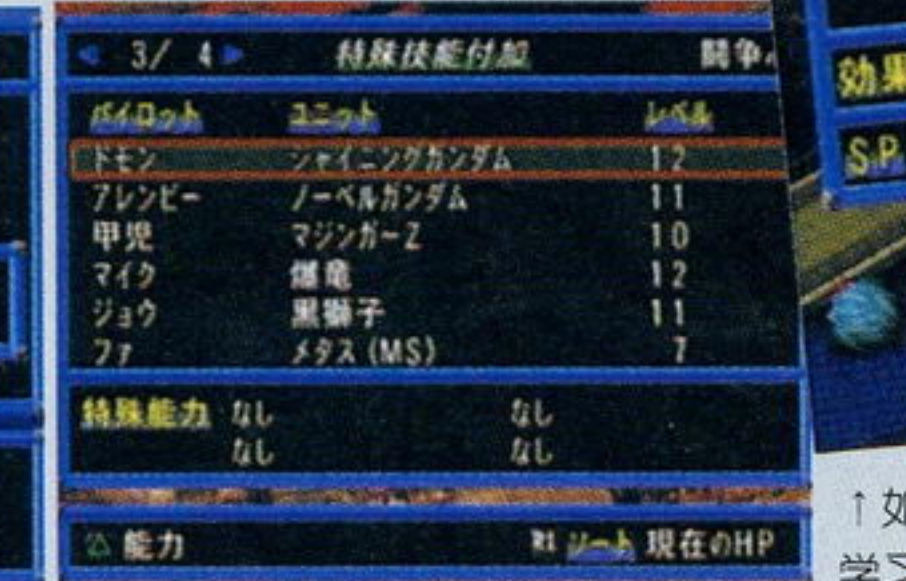 3/ 4 特殊技能付加 闘争
パイロット ユニット レベル
ドモン シャイニングガンダム 12
アレンビー ノーベルガンダム 11
甲児 マジンガーZ 10
マイク 爆竜 12
ジョウ 黒獅子 11
ファ メタス(MS) 7
特殊能力 なし なし
なし なし
△ 能力 R1 ソート 現在のHP
効果
SP
↑如
学习